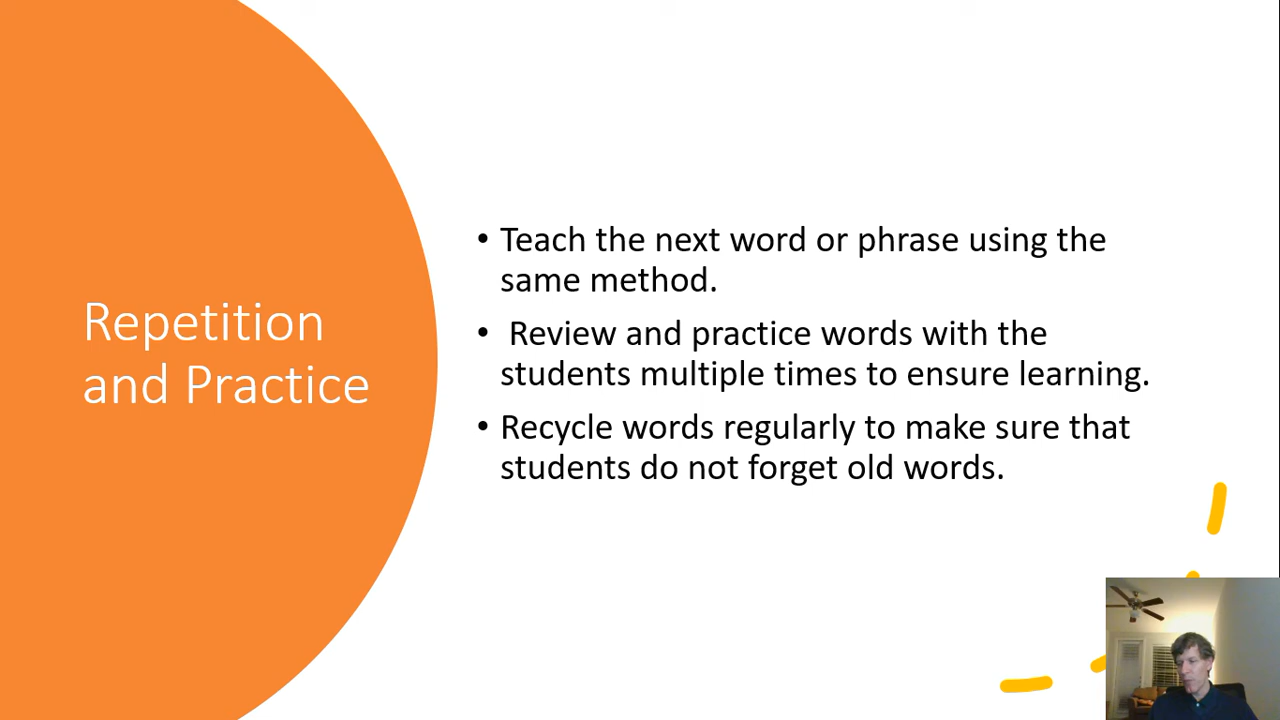 Repetition
and Practice
• Teach the next word or phrase using the
same method.
• Review and practice words with the
students multiple times to ensure learning.
• Recycle words regularly to make sure that
students do not forget old words.